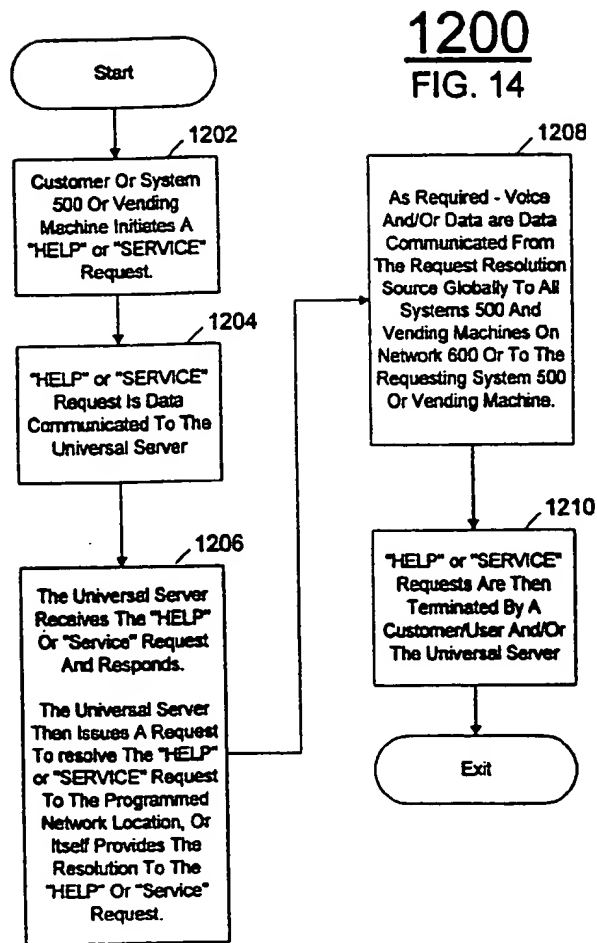 1200
FIG. 14
Start
1202
Customer Or System
500 Or Vending
Machine Initiates A
"HELP" or "SERVICE"
Request.
1204
"HELP" or "SERVICE"
Request Is Data
Communicated To The
Universal Server
1206
The Universal Server
Receives The "HELP"
Or "Service" Request
And Responds.
The Universal Server
Then Issues A Request
To resolve The "HELP"
or "SERVICE" Request
To The Programmed
Network Location, Or
Itself Provides The
Resolution To The
"HELP" Or "Service"
Request.
1208
As Required - Voice
And/Or Data are Data
Communicated From
The Request Resolution
Source Globally To All
Systems 500 And
Vending Machines On
Network 600 Or To The
Requesting System 500
Or Vending Machine.
1210
"HELP" or "SERVICE"
Requests Are Then
Terminated By A
Customer/User And/Or
The Universal Server
Exit